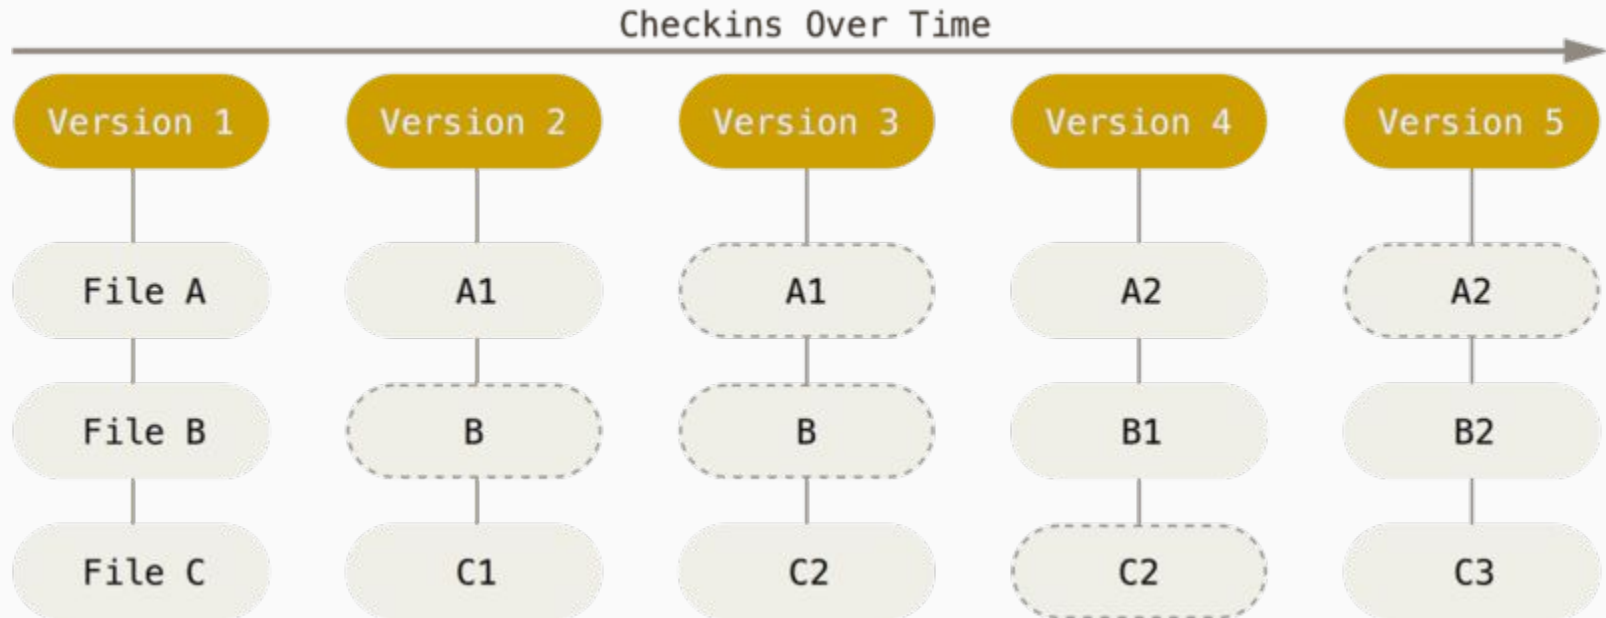 Checkins Over Time
Version 1 Version 2 Version 3 Version 4 Version 5
File A A1 A1 A2 A2
File B B B B1 B2
File C C1 C2 C2 C3